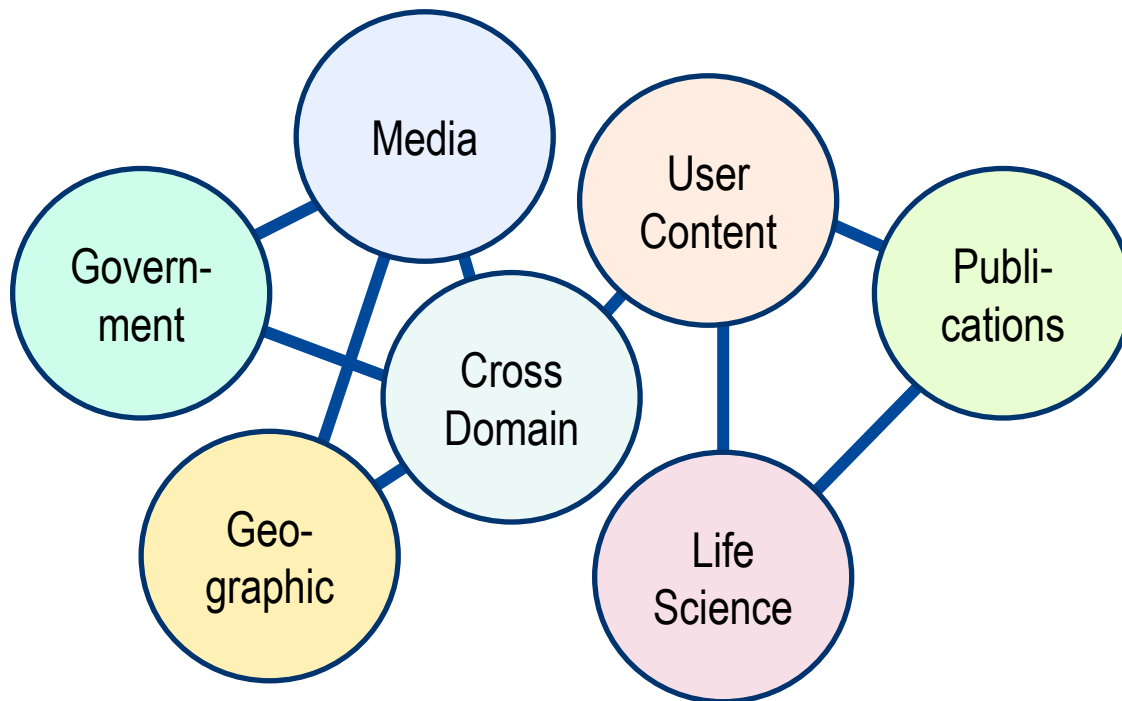 Media
User
Content
Govern-
ment
Publi-
cations
Cross
Domain
Geo-
graphic
Life
Science